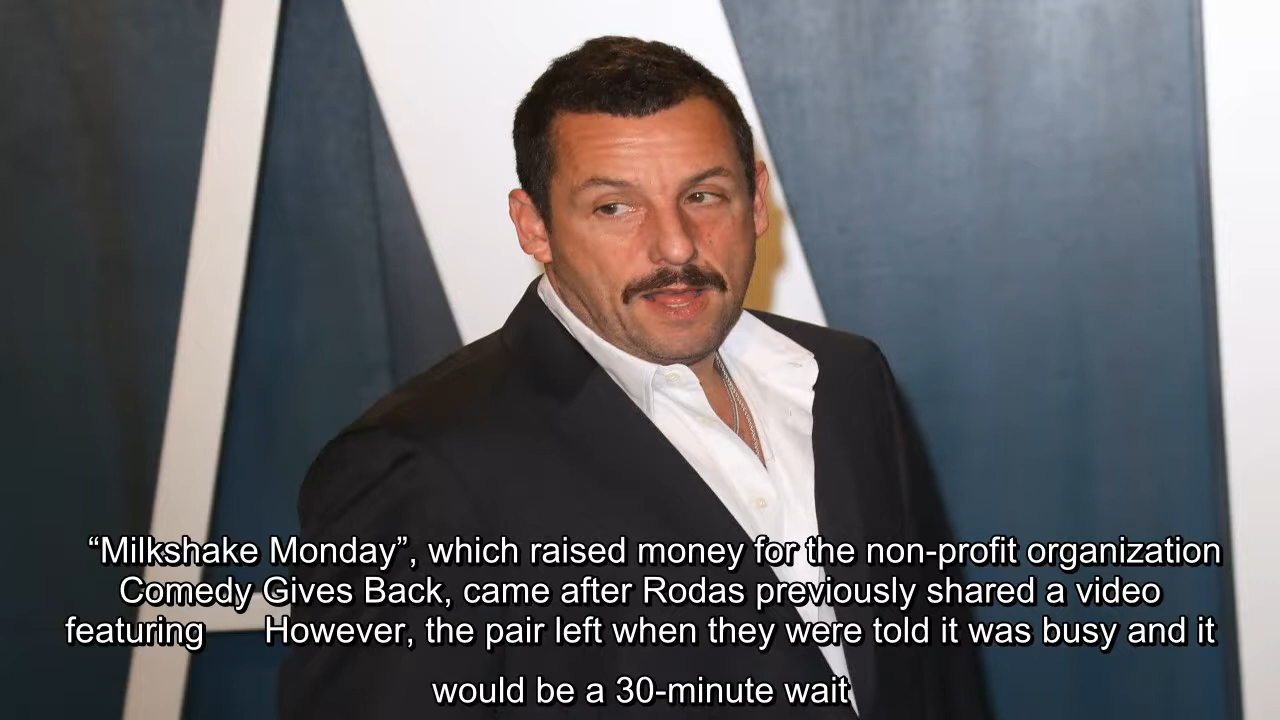 “Milkshake Monday”, which raised money for the non-profit organization
Comedy Gives Back, came after Rodas previously shared a video
featuring However, the pair left when they were told it was busy and it
would be a 30-minute wait